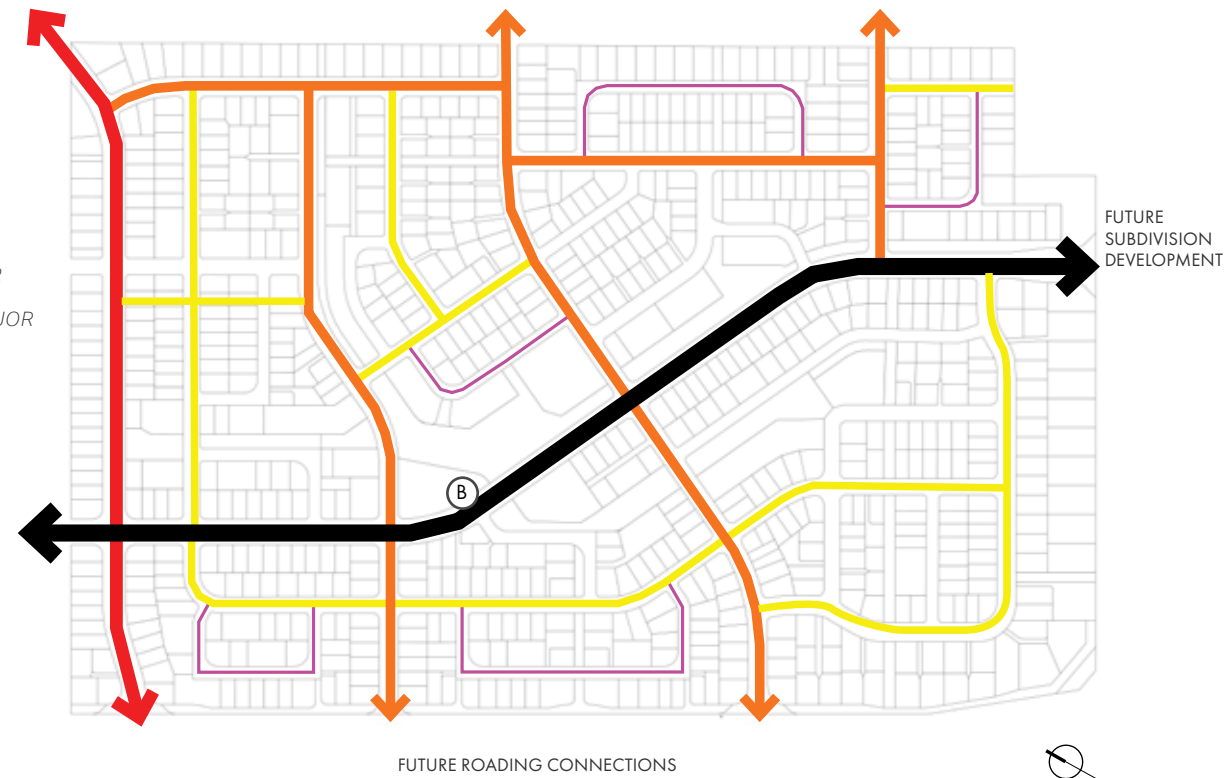 FUTURE
SUBDIVISION
DEVELOPMENT
B
FUTURE ROADING CONNECTIONS